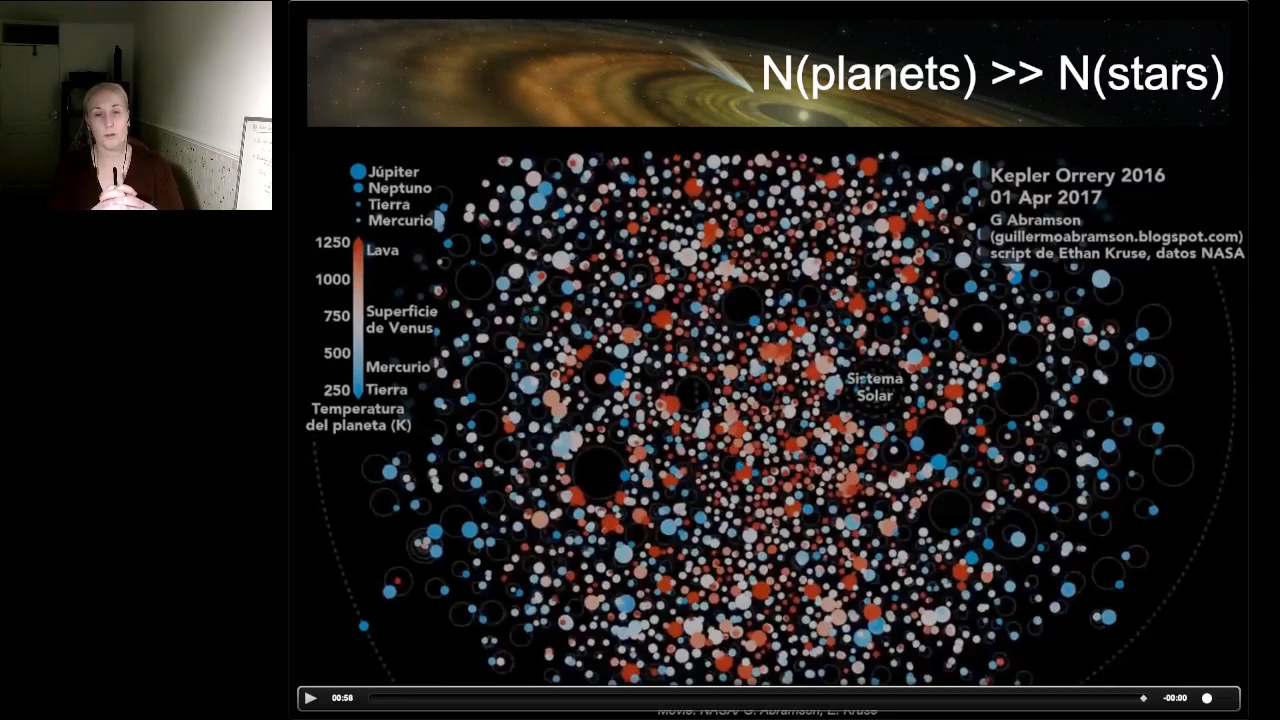 N(planets) >> N(stars)
Júpiter
Neptuno
Tierra
Mercurio
1250
Lava
1000
750
Superficie
de Venus
500
Mercurio
250
Tierra
Temperatura
del planeta (K)
Kepler Orrery 2016
01 Apr 2017
G Abramson
(guillermoabramson.blogspot.com)
script de Ethan Kruse, datos NASA
Sistema
Solar
00:58
-00:00
Movie: NASA/ G. Abramson, E. Kruse